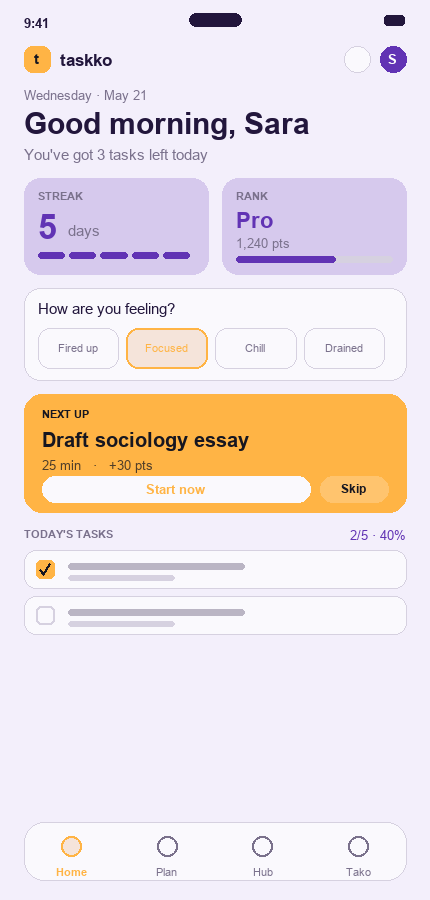 9:41
t taskko S
Wednesday · May 21
Good morning, Sara
You've got 3 tasks left today
STREAK
5 days
RANK
Pro
1,240 pts
How are you feeling?
Fired up Focused Chill Drained
NEXT UP
Draft sociology essay
25 min · +30 pts
Start now Skip
TODAY'S TASKS 2/5 · 40%
Home Plan Hub Tako